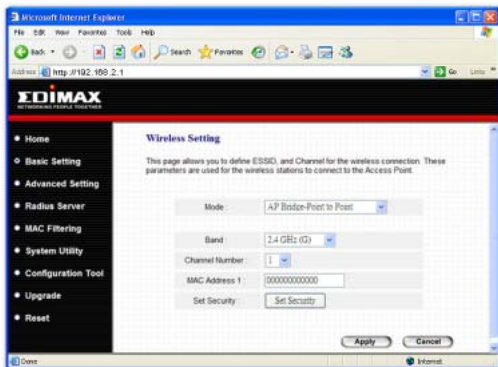 Microsoft Internet Explorer
File Edit View Favorites Tools Help
Back Search Favorites
Address http://192.168.2.1 Go Links »
EDIMAX
NETWORKING PEOPLE TOGETHER
Home
Basic Setting
Advanced Setting
Radius Server
MAC Filtering
System Utility
Configuration Tool
Upgrade
Reset
Wireless Setting
This page allows you to define ESSID, and Channel for the wireless connection. These
parameters are used for the wireless stations to connect to the Access Point.
Mode : AP Bridge-Point to Point
Band : 2.4 GHz (G)
Channel Number : 1
MAC Address 1 : 000000000000
Set Security : Set Security
Apply Cancel
Done Internet